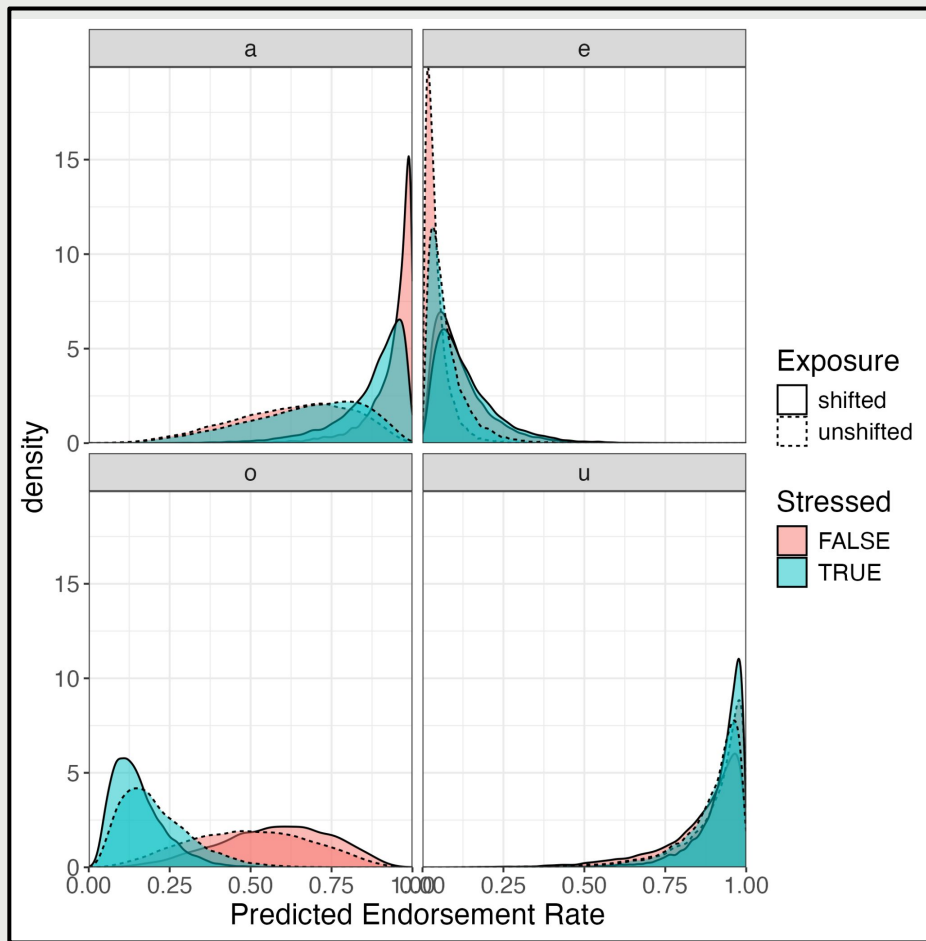 a e
15
10
5
0
density
o u
15
10
5
0
0.00 0.25 0.50 0.75 1.00 0.00 0.25 0.50 0.75 1.00
Predicted Endorsement Rate
Exposure
shifted
unshifted
Stressed
FALSE
TRUE